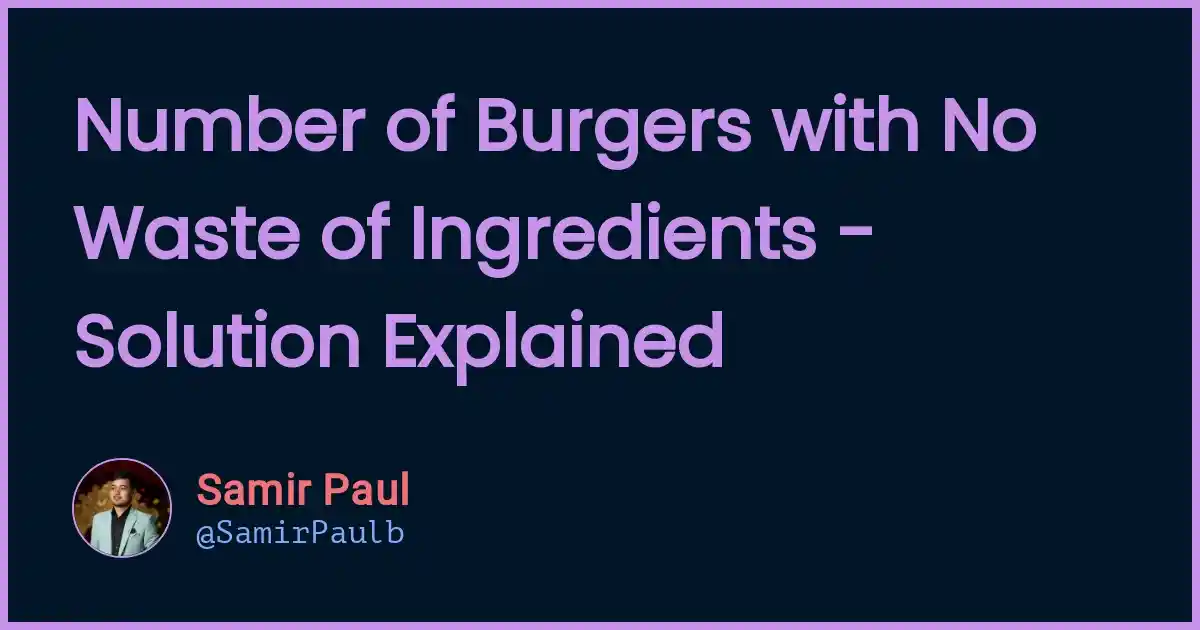 Number of Burgers with No
Waste of Ingredients -
Solution Explained
Samir Paul
@SamirPaulb